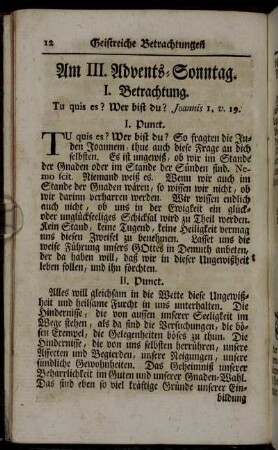 12 Geistreiche Betrachtungen
Am III. Advents-Sonntag.
I. Betrachtung.
Tu quis es? Wer bist du? Joannis 1. v. 19.
I. Punct.
TU quis es? Wer bist du? So fragten die Ju-
den Joannem, thue auch diese Frage an dich
selbsten. Es ist ungewiß, ob wir im Stande
der Gnaden oder im Stande der Sünden sind. Ne-
mo scit. Niemand weiß es. Wenn wir auch im
Stande der Gnaden wären, so wissen wir nicht, ob
wir darinn verharren werden. Wir wissen endlich
auch nicht, ob uns in der Ewigkeit ein glück-
oder unglückseeliges Schicksal wird zu Theil werden.
Kein Stand, keine Tugend, keine Heiligkeit vermag
uns diesen Zweifel zu benehmen. Lasset uns die
weise Führung unsers GOttes in Demuth anbeten,
der da haben will, daß wir in dieser Ungewißheit
leben sollen, und ihn förchten.
II. Punct.
Alles will gleichsam in die Wette diese Ungewiß-
heit und heilsame Furcht in uns unterhalten. Die
Hindernisse, die von aussen unserer Seeligkeit im
Wege stehen, als da sind die Versuchungen, die bö-
sen Exempel, die Gelegenheiten böses zu thun. Die
Hindernisse, die von uns selbsten herrühren, unsere
Affecten und Begierden, unsere Neigungen, unsere
sündliche Gewohnheiten. Das Geheimniß unserer
Beharrlichkeit im Guten und unserer Gnaden-Wahl.
Das sind eben so viel kräftige Gründe unserer Ein-
bildung